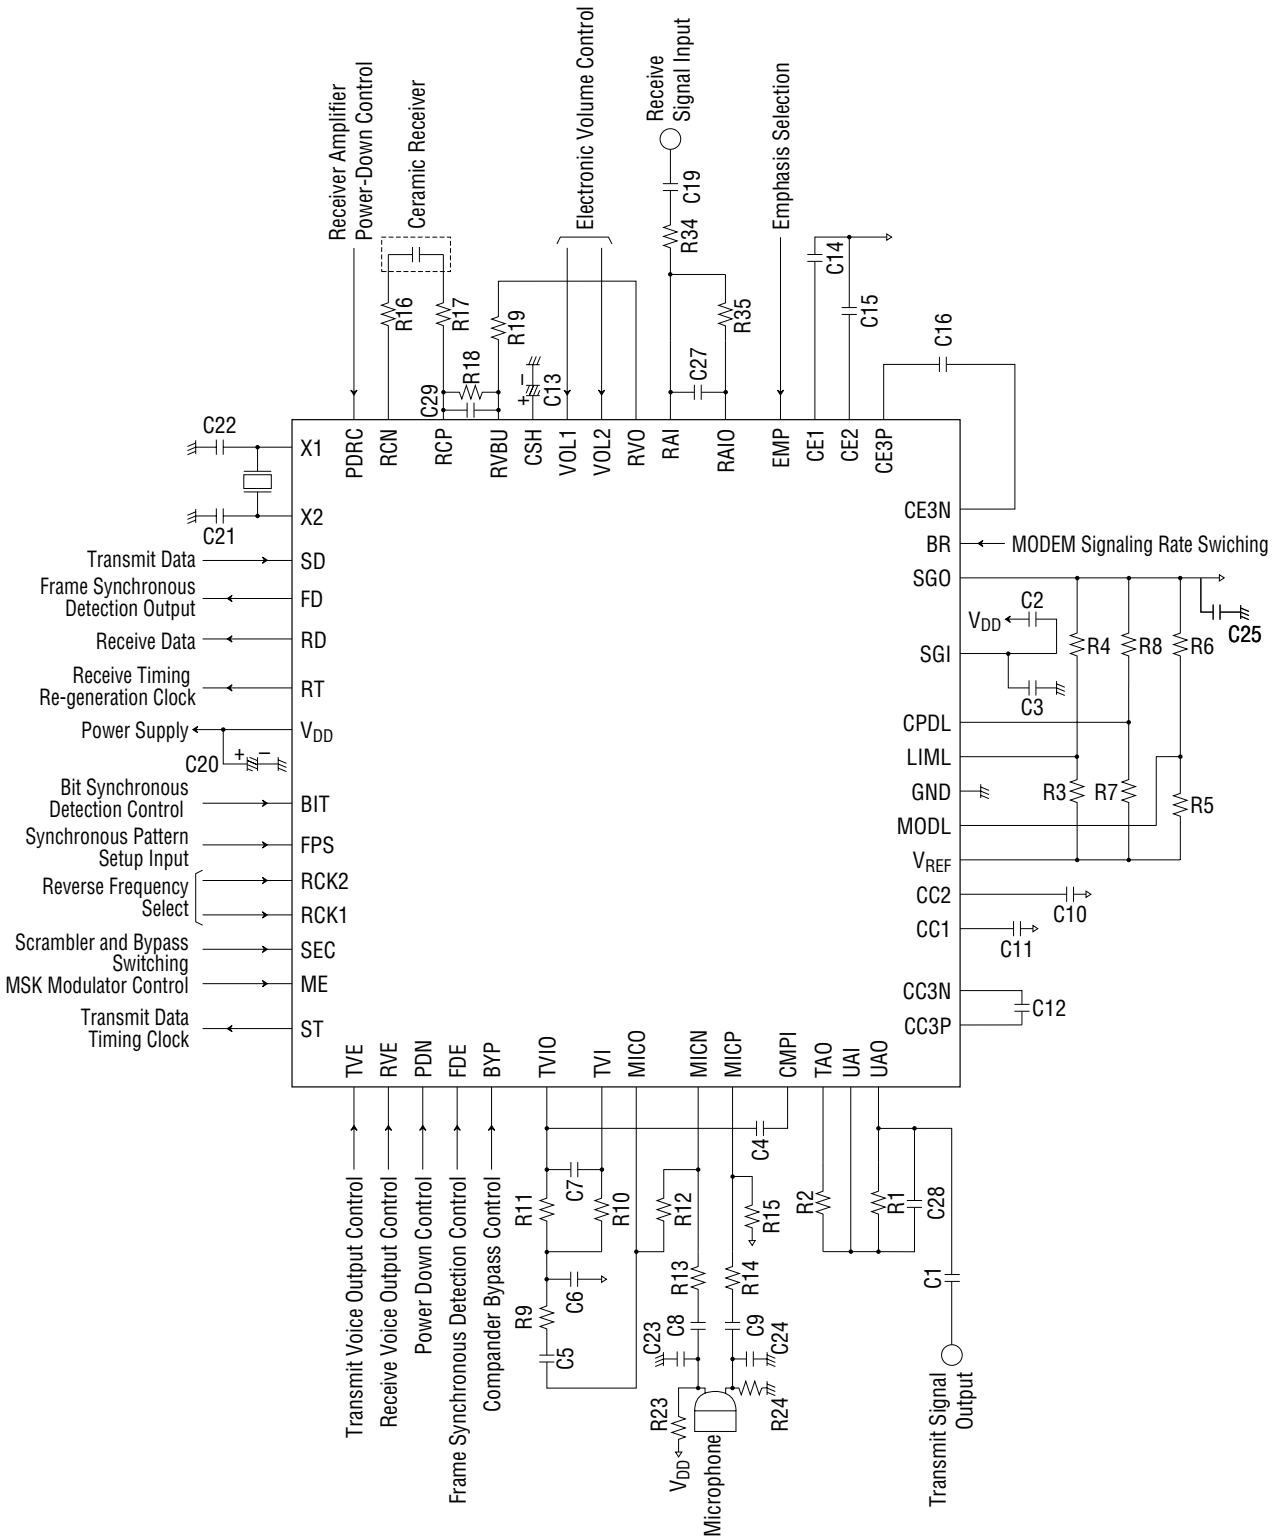 Receiver Amplifier
Power-Down Control
Ceramic Receiver
Electronic Volume Control
Receive
Signal Input
Emphasis Selection
C19
R34
R16
R17
R19
R18
C29
+ −
C13
C27
R35
C14
C15
C16
PDRC
RCN
RCP
RVBU
CSH
VOL1
VOL2
RVO
RAI
RAIO
EMP
CE1
CE2
CE3P
C22
X1
C21
X2
Transmit Data
SD
Frame Synchronous
Detection Output
FD
Receive Data
RD
Receive Timing
Re-generation Clock
RT
Power Supply
VDD
C20
+ −
Bit Synchronous
Detection Control
BIT
Synchronous Pattern
Setup Input
FPS
Reverse Frequency
Select
RCK2
RCK1
Scrambler and Bypass
Switching
SEC
MSK Modulator Control
ME
Transmit Data
Timing Clock
ST
CE3N
BR
MODEM Signaling Rate Swiching
SGO
C25
VDD
C2
SGI
C3
R4
R8
R6
CPDL
LIML
GND
R3
R7
R5
MODL
VREF
CC2
C10
CC1
C11
CC3N
C12
CC3P
TVE
RVE
PDN
FDE
BYP
TVIO
TVI
MICO
MICN
MICP
CMPI
TAO
UAI
UAO
Transmit Voice Output Control
Receive Voice Output Control
Power Down Control
Frame Synchronous Detection Control
Compander Bypass Control
C4
C7
R11
R10
R12
R15
R2
R1
C28
C6
R9
C5
R13
R14
C8
C9
C23
C24
R23
R24
VDD
Microphone
C1
Transmit Signal
Output